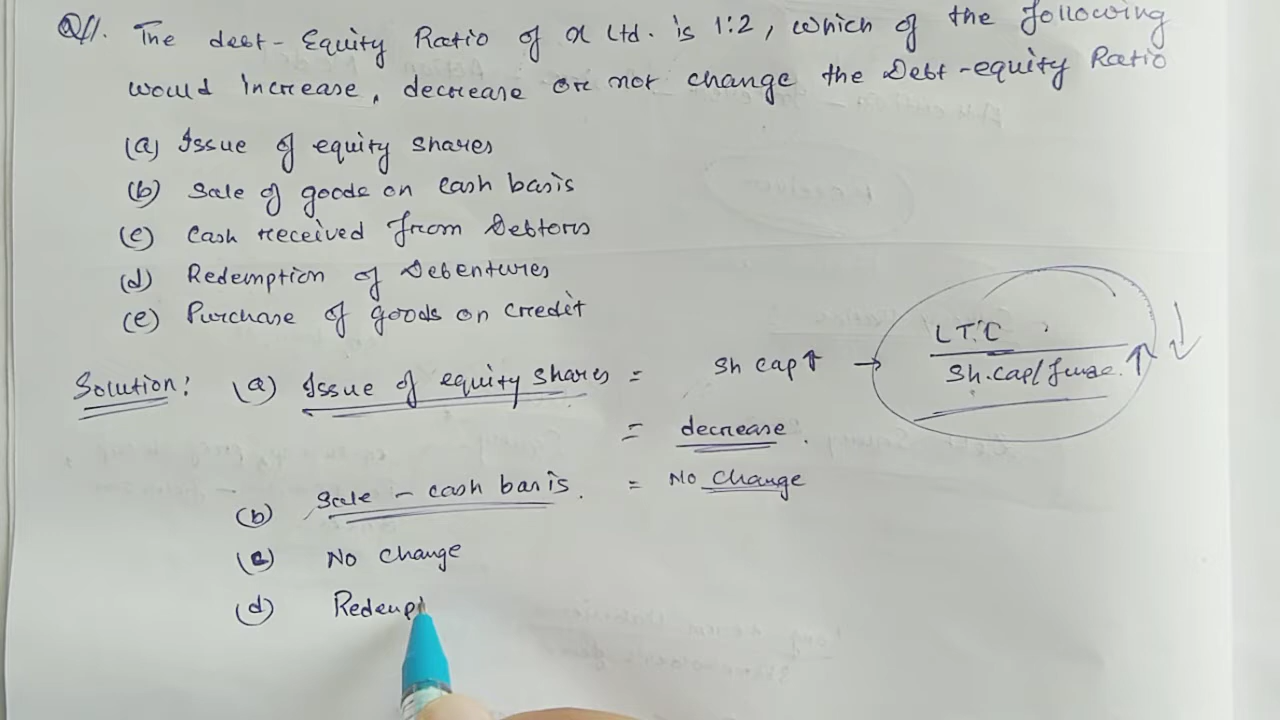 Q1. The debt-Equity Ratio of X Ltd. is 1:2, which of the following
would increase, decrease or not change the Debt-equity Ratio
(a) Issue of equity shares
(b) Sale of goods on cash basis
(c) Cash received from Debtors
(d) Redemption of Debentures
(e) Purchase of goods on credit
Solution: (a) Issue of equity shares = Sh cap ↑ →
LTC
Sh.cap/ ↑ ↓
= decrease.
(b) Sale - cash basis. = No change
(c) No change
(d) Redempt